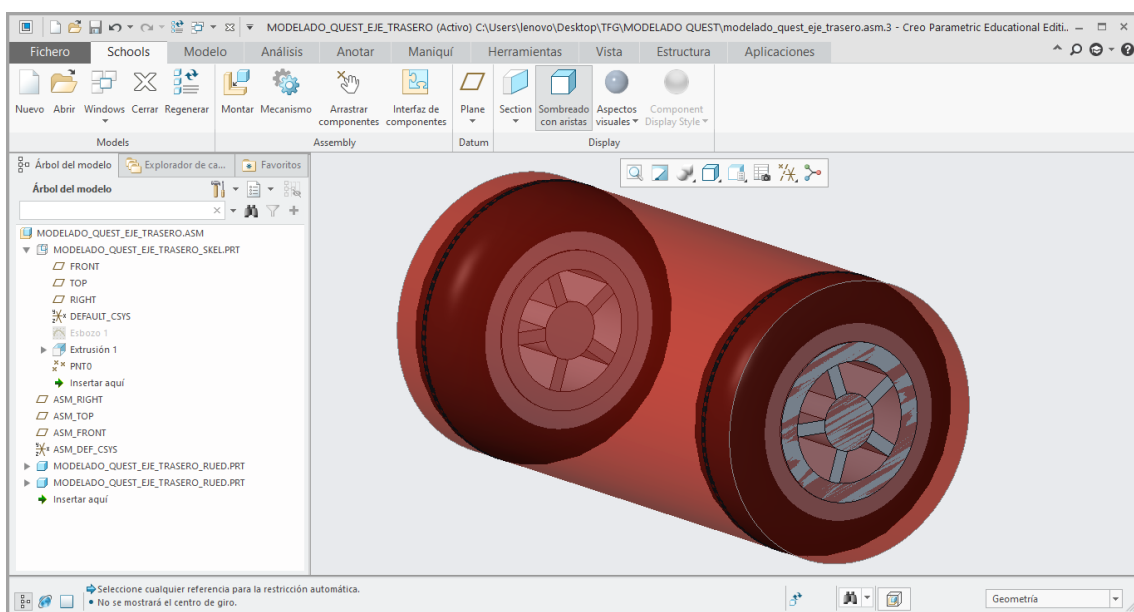 MODELADO_QUEST_EJE_TRASERO (Activo) C:\Users\lenovo\Desktop\TFG\MODELADO QUEST\modelado_quest_eje_trasero.asm.3 - Creo Parametric Educational Editi..
Fichero Schools Modelo Análisis Anotar Maniquí Herramientas Vista Estructura Aplicaciones
Nuevo Abrir Windows Cerrar Regenerar Montar Mecanismo Arrastrar componentes Interfaz de componentes Plane Section Sombreado con aristas Aspectos visuales Component Display Style
Models Assembly Datum Display
Árbol del modelo Explorador de ca... Favoritos
Árbol del modelo
MODELADO_QUEST_EJE_TRASERO.ASM
MODELADO_QUEST_EJE_TRASERO_SKEL.PRT
FRONT
TOP
RIGHT
DEFAULT_CSYS
Esbozo 1
Extrusión 1
PNT0
Insertar aquí
ASM_RIGHT
ASM_TOP
ASM_FRONT
ASM_DEF_CSYS
MODELADO_QUEST_EJE_TRASERO_RUED.PRT
MODELADO_QUEST_EJE_TRASERO_RUED.PRT
Insertar aquí
Seleccione cualquier referencia para la restricción automática.
• No se mostrará el centro de giro.
Geometría